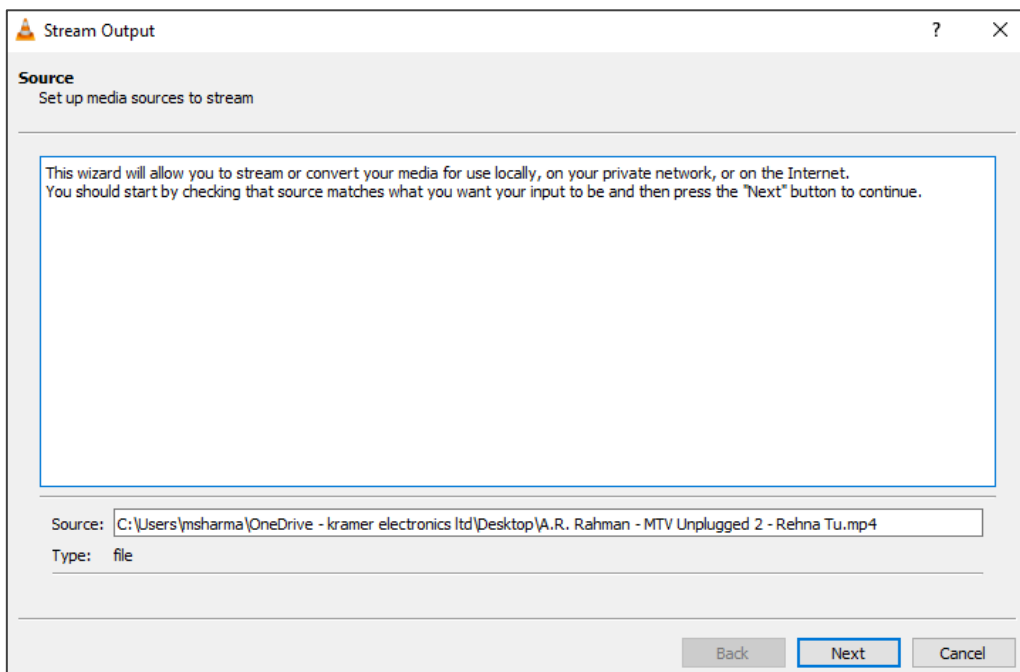 Stream Output
?
Source
Set up media sources to stream
This wizard will allow you to stream or convert your media for use locally, on your private network, or on the Internet.
You should start by checking that source matches what you want your input to be and then press the "Next" button to continue.
Source: C:\Users\msharma\OneDrive - kramer electronics ltd\Desktop\A.R. Rahman - MTV Unplugged 2 - Rehna Tu.mp4
Type: file
Back Next Cancel